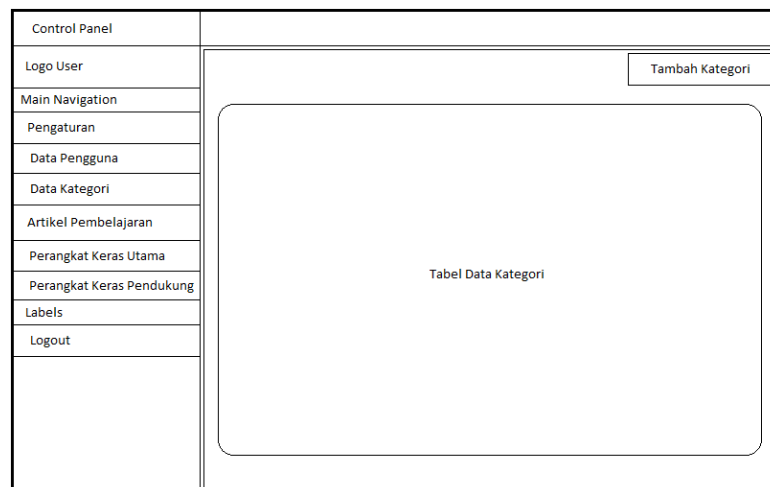 Control Panel
Logo User
Tambah Kategori
Main Navigation
Pengaturan
Data Pengguna
Data Kategori
Artikel Pembelajaran
Perangkat Keras Utama
Tabel Data Kategori
Perangkat Keras Pendukung
Labels
Logout